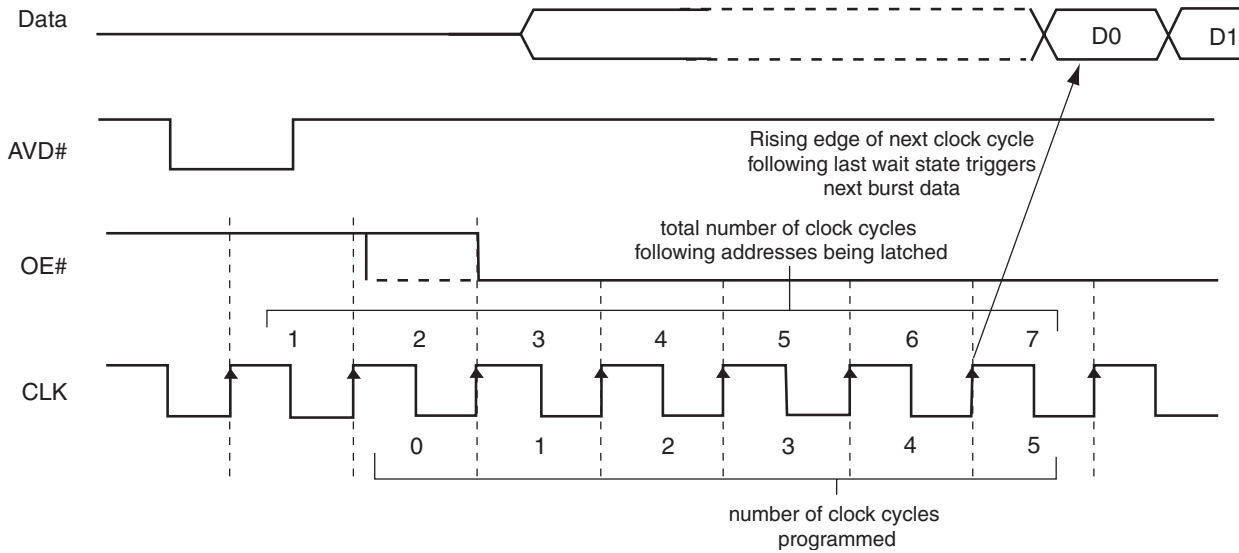 Data
D0
D1
AVD#
Rising edge of next clock cycle
following last wait state triggers
next burst data
total number of clock cycles
following addresses being latched
OE#
1 2 3 4 5 6 7
CLK
0 1 2 3 4 5
number of clock cycles
programmed